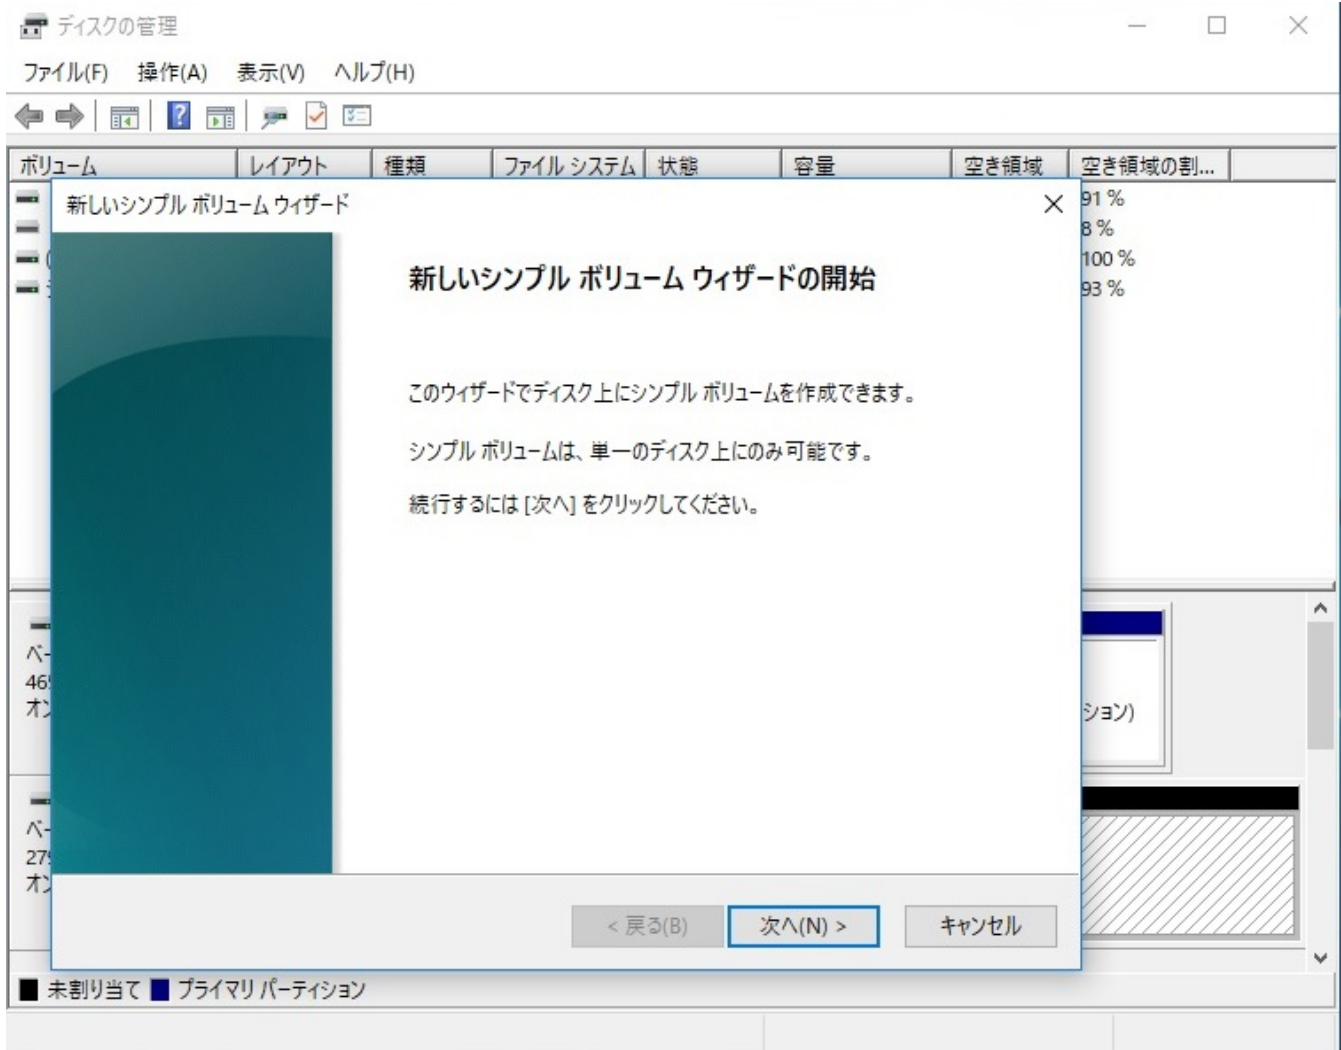 ディスクの管理
ファイル(F) 操作(A) 表示(V) ヘルプ(H)
ボリューム レイアウト 種類 ファイル システム 状態 容量 空き領域 空き領域の割...
91 %
8 %
100 %
93 %
新しいシンプル ボリューム ウィザード
新しいシンプル ボリューム ウィザードの開始
このウィザードでディスク上にシンプル ボリュームを作成できます。
シンプル ボリュームは、単一のディスク上にのみ可能です。
続行するには [次へ] をクリックしてください。
< 戻る(B) 次へ(N) > キャンセル
ション)
未割り当て プライマリ パーティション